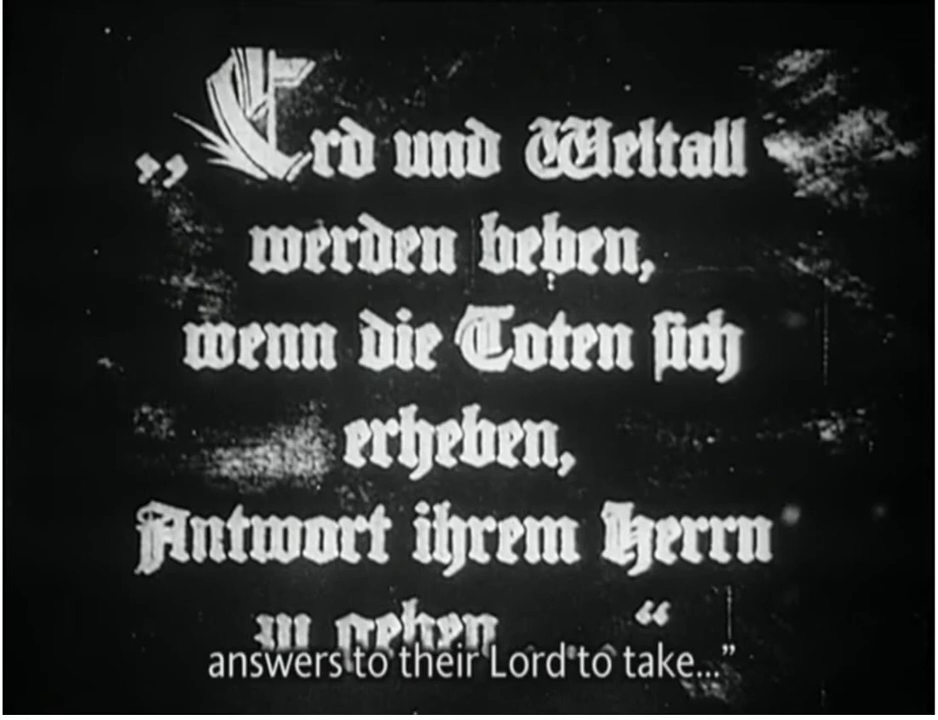 „Erd und Weltall
werden beben,
wenn die Toten sich
erheben,
Antwort ihrem Herrn
zu geben “
answers to their Lord to take...”